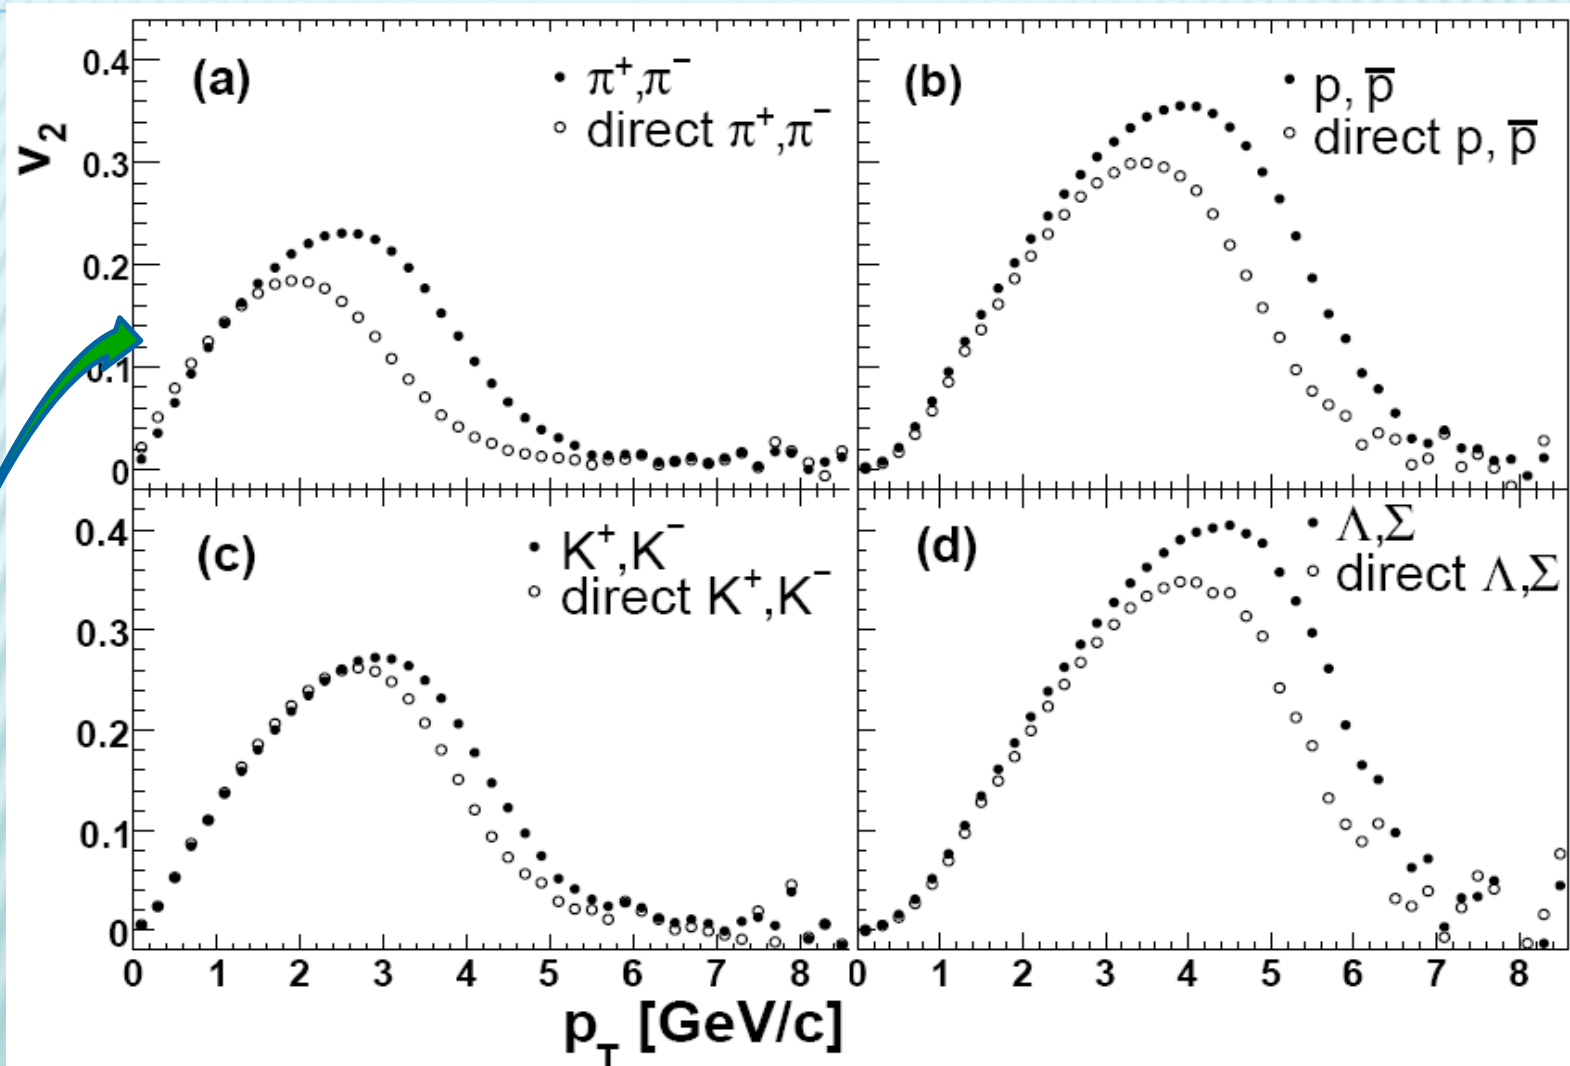 (a)
π⁺,π⁻
direct π⁺,π⁻
v₂
0.4
0.3
0.2
0.1
0
(b)
p, p̅
direct p, p̅
(c)
K⁺,K⁻
direct K⁺,K⁻
0.4
0.3
0.2
0.1
0
(d)
Λ,Σ
direct Λ,Σ
0 1 2 3 4 5 6 7 8 0 1 2 3 4 5 6 7 8
p_T [GeV/c]